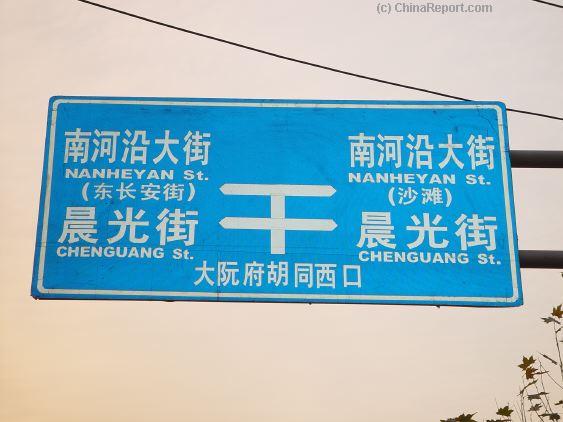 (c) ChinaReport.com
南河沿大街
NANHEYAN St.
(东长安街)
晨光街
CHENGUANG St.
南河沿大街
NANHEYAN St.
(沙滩)
晨光街
CHENGUANG St.
大阮府胡同西口